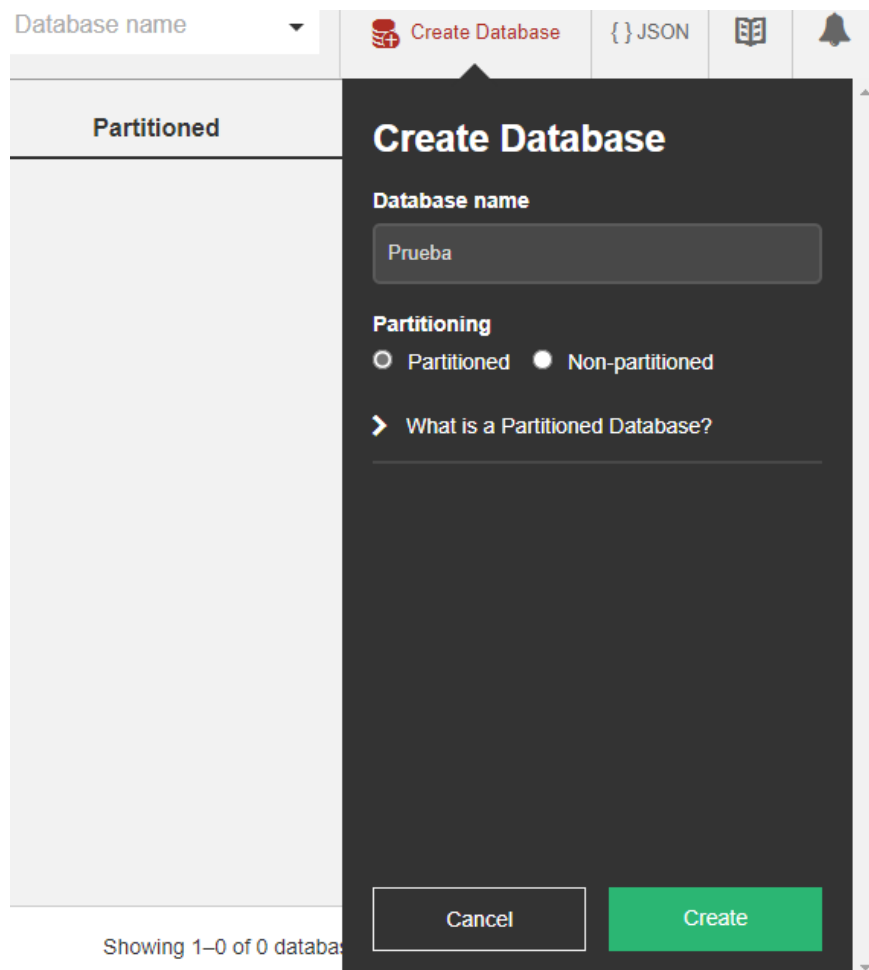 Database name
Create Database
{ } JSON
Partitioned
Create Database
Database name
Prueba
Partitioning
Partitioned
Non-partitioned
What is a Partitioned Database?
Cancel
Create
Showing 1–0 of 0 databa